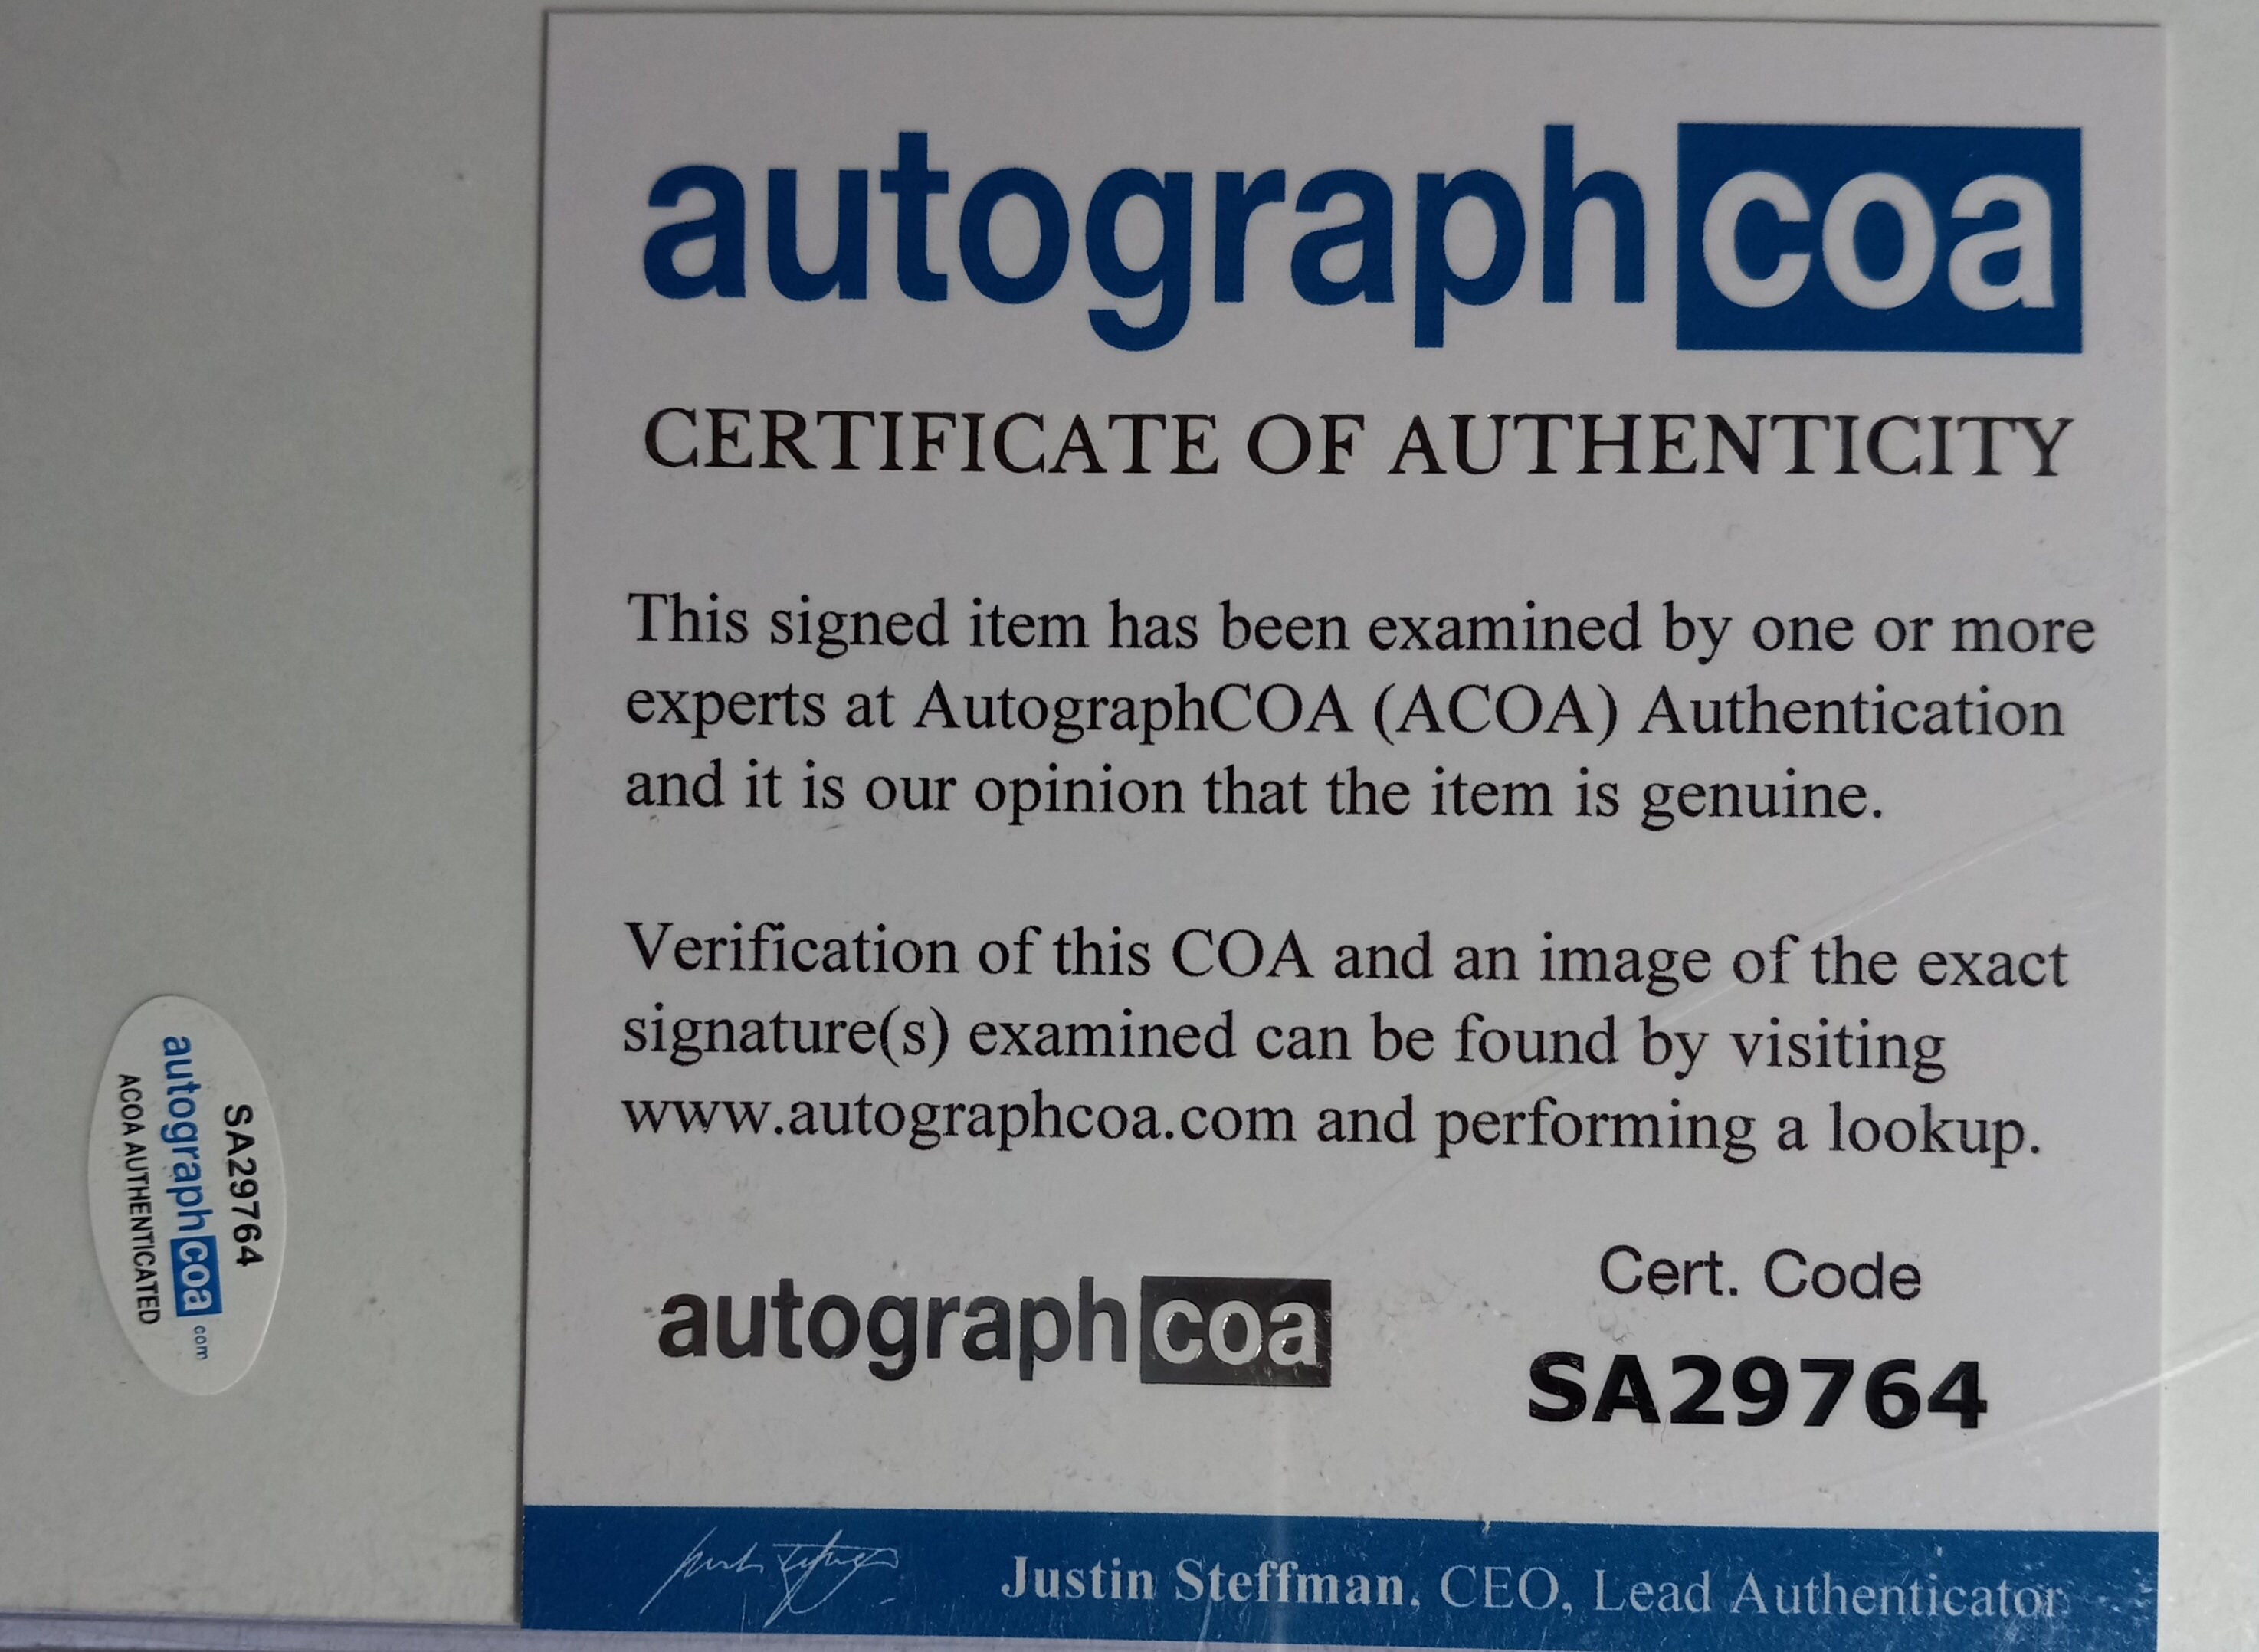 autographcoa
CERTIFICATE OF AUTHENTICITY
This signed item has been examined by one or more
experts at AutographCOA (ACOA) Authentication
and it is our opinion that the item is genuine.
Verification of this COA and an image of the exact
signature(s) examined can be found by visiting
www.autographcoa.com and performing a lookup.
autographcoa
Cert. Code
SA29764
Justin Steffman, CEO, Lead Authenticator
SA29764
autographcoa.com
ACOA AUTHENTICATED